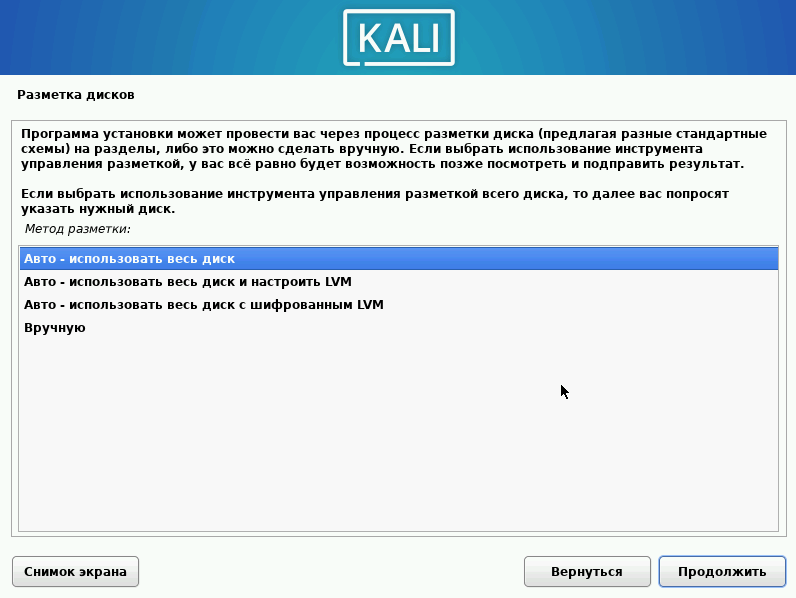 KALI
Разметка дисков
Программа установки может провести вас через процесс разметки диска (предлагая разные стандартные
схемы) на разделы, либо это можно сделать вручную. Если выбрать использование инструмента
управления разметкой, у вас всё равно будет возможность позже посмотреть и подправить результат.
Если выбрать использование инструмента управления разметкой всего диска, то далее вас попросят
указать нужный диск.
Метод разметки:
Авто - использовать весь диск
Авто - использовать весь диск и настроить LVM
Авто - использовать весь диск с шифрованным LVM
Вручную
Снимок экрана
Вернуться
Продолжить